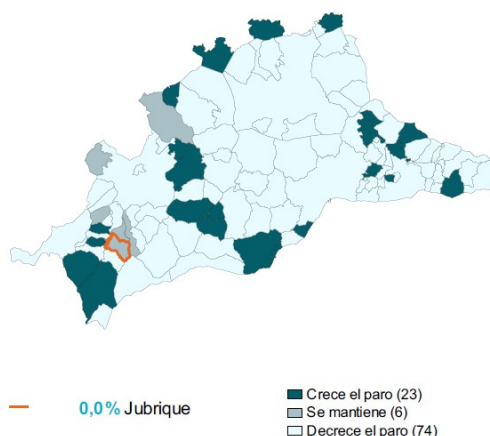 0,0% Jubrique
Crece el paro (23)
Se mantiene (6)
Decrece el paro (74)